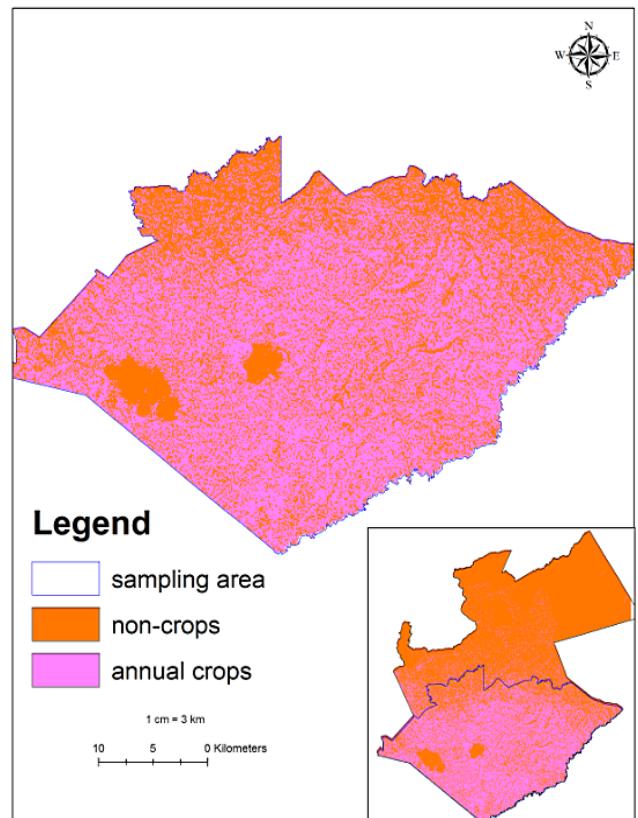 N
W E
S
Legend
sampling area
non-crops
annual crops
1 cm = 3 km
10 5 0 Kilometers